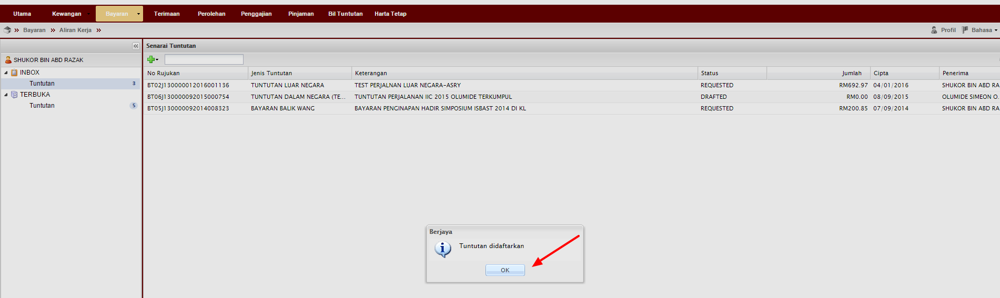 Utama Kewangan Bayaran Terimaan Perolehan Penggajian Pinjaman Bil Tuntutan Harta Tetap
Bayaran Aliran Kerja Profil Bahasa
Senarai Tuntutan
SHUKOR BIN ABD RAZAK
INBOX
Tuntutan 3
TERBUKA
Tuntutan 5
No Rujukan Jenis Tuntutan Keterangan Status Jumlah Cipta Penerima
BT02J130000012016001136 TUNTUTAN LUAR NEGARA TEST PERJALNAN LUAR NEGARA-ASRY REQUESTED RM692.97 04/01/2016 SHUKOR BIN ABD RA
BT06J130000092015000754 TUNTUTAN DALAM NEGARA (TE... TUNTUTAN PERJALANAN IIC 2015 OLUMIDE TERKUMPUL DRAFTED RM0.00 08/09/2015 OLUMIDE SIMEON O.
BT05J130000092014008323 BAYARAN BALIK WANG BAYARAN PENGINAPAN HADIR SIMPOSIUM ISBAST 2014 DI KL REQUESTED RM200.85 07/09/2014 SHUKOR BIN ABD RA
Berjaya
Tuntutan didaftarkan
OK